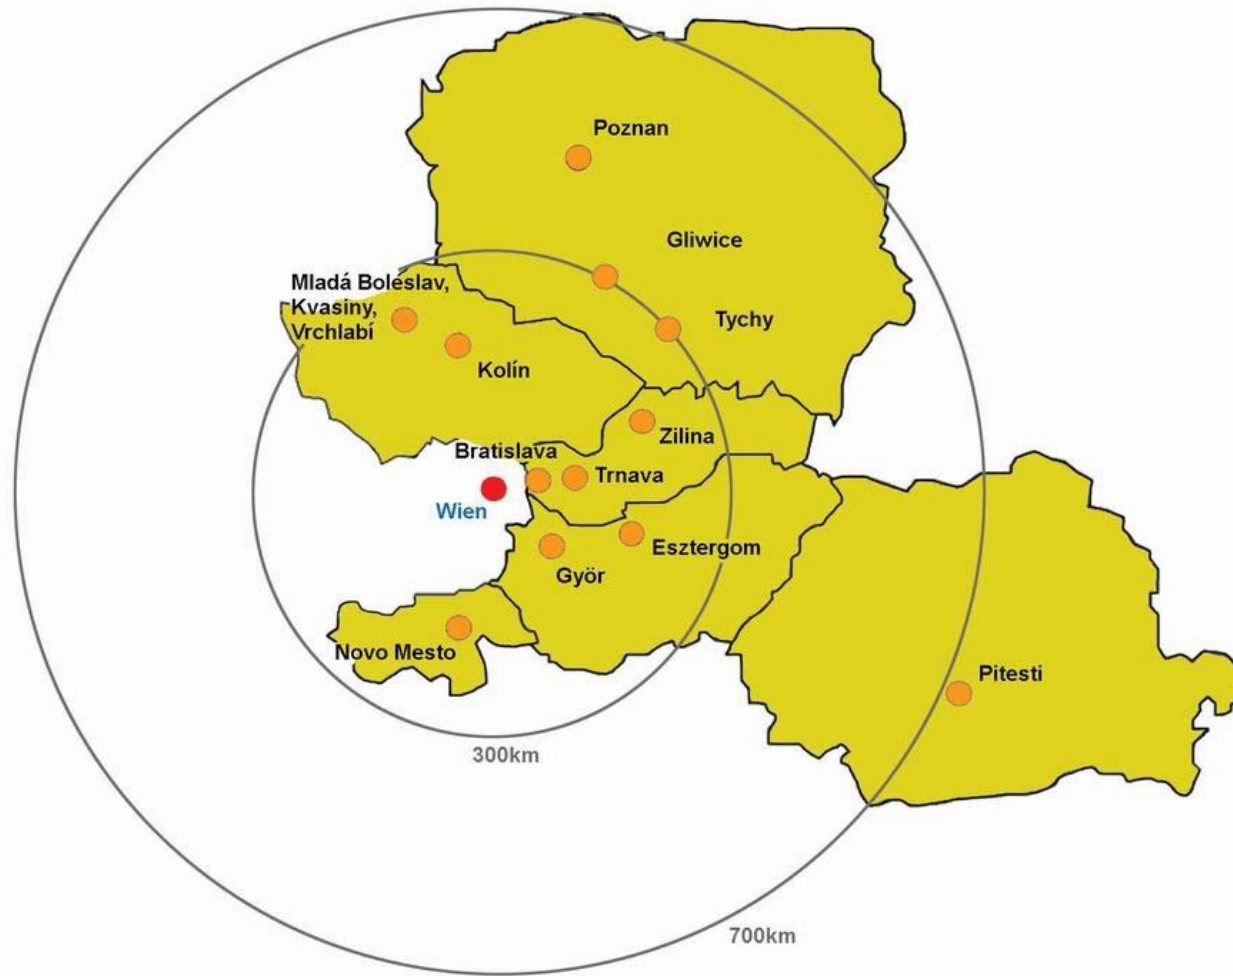 Poznan
Gliwice
Mladá Boleslav,
Kvasiny,
Vrchlabí
Tychy
Kolín
Zilina
Bratislava
Trnava
Wien
Esztergom
Györ
Novo Mesto
Pitesti
300km
700km